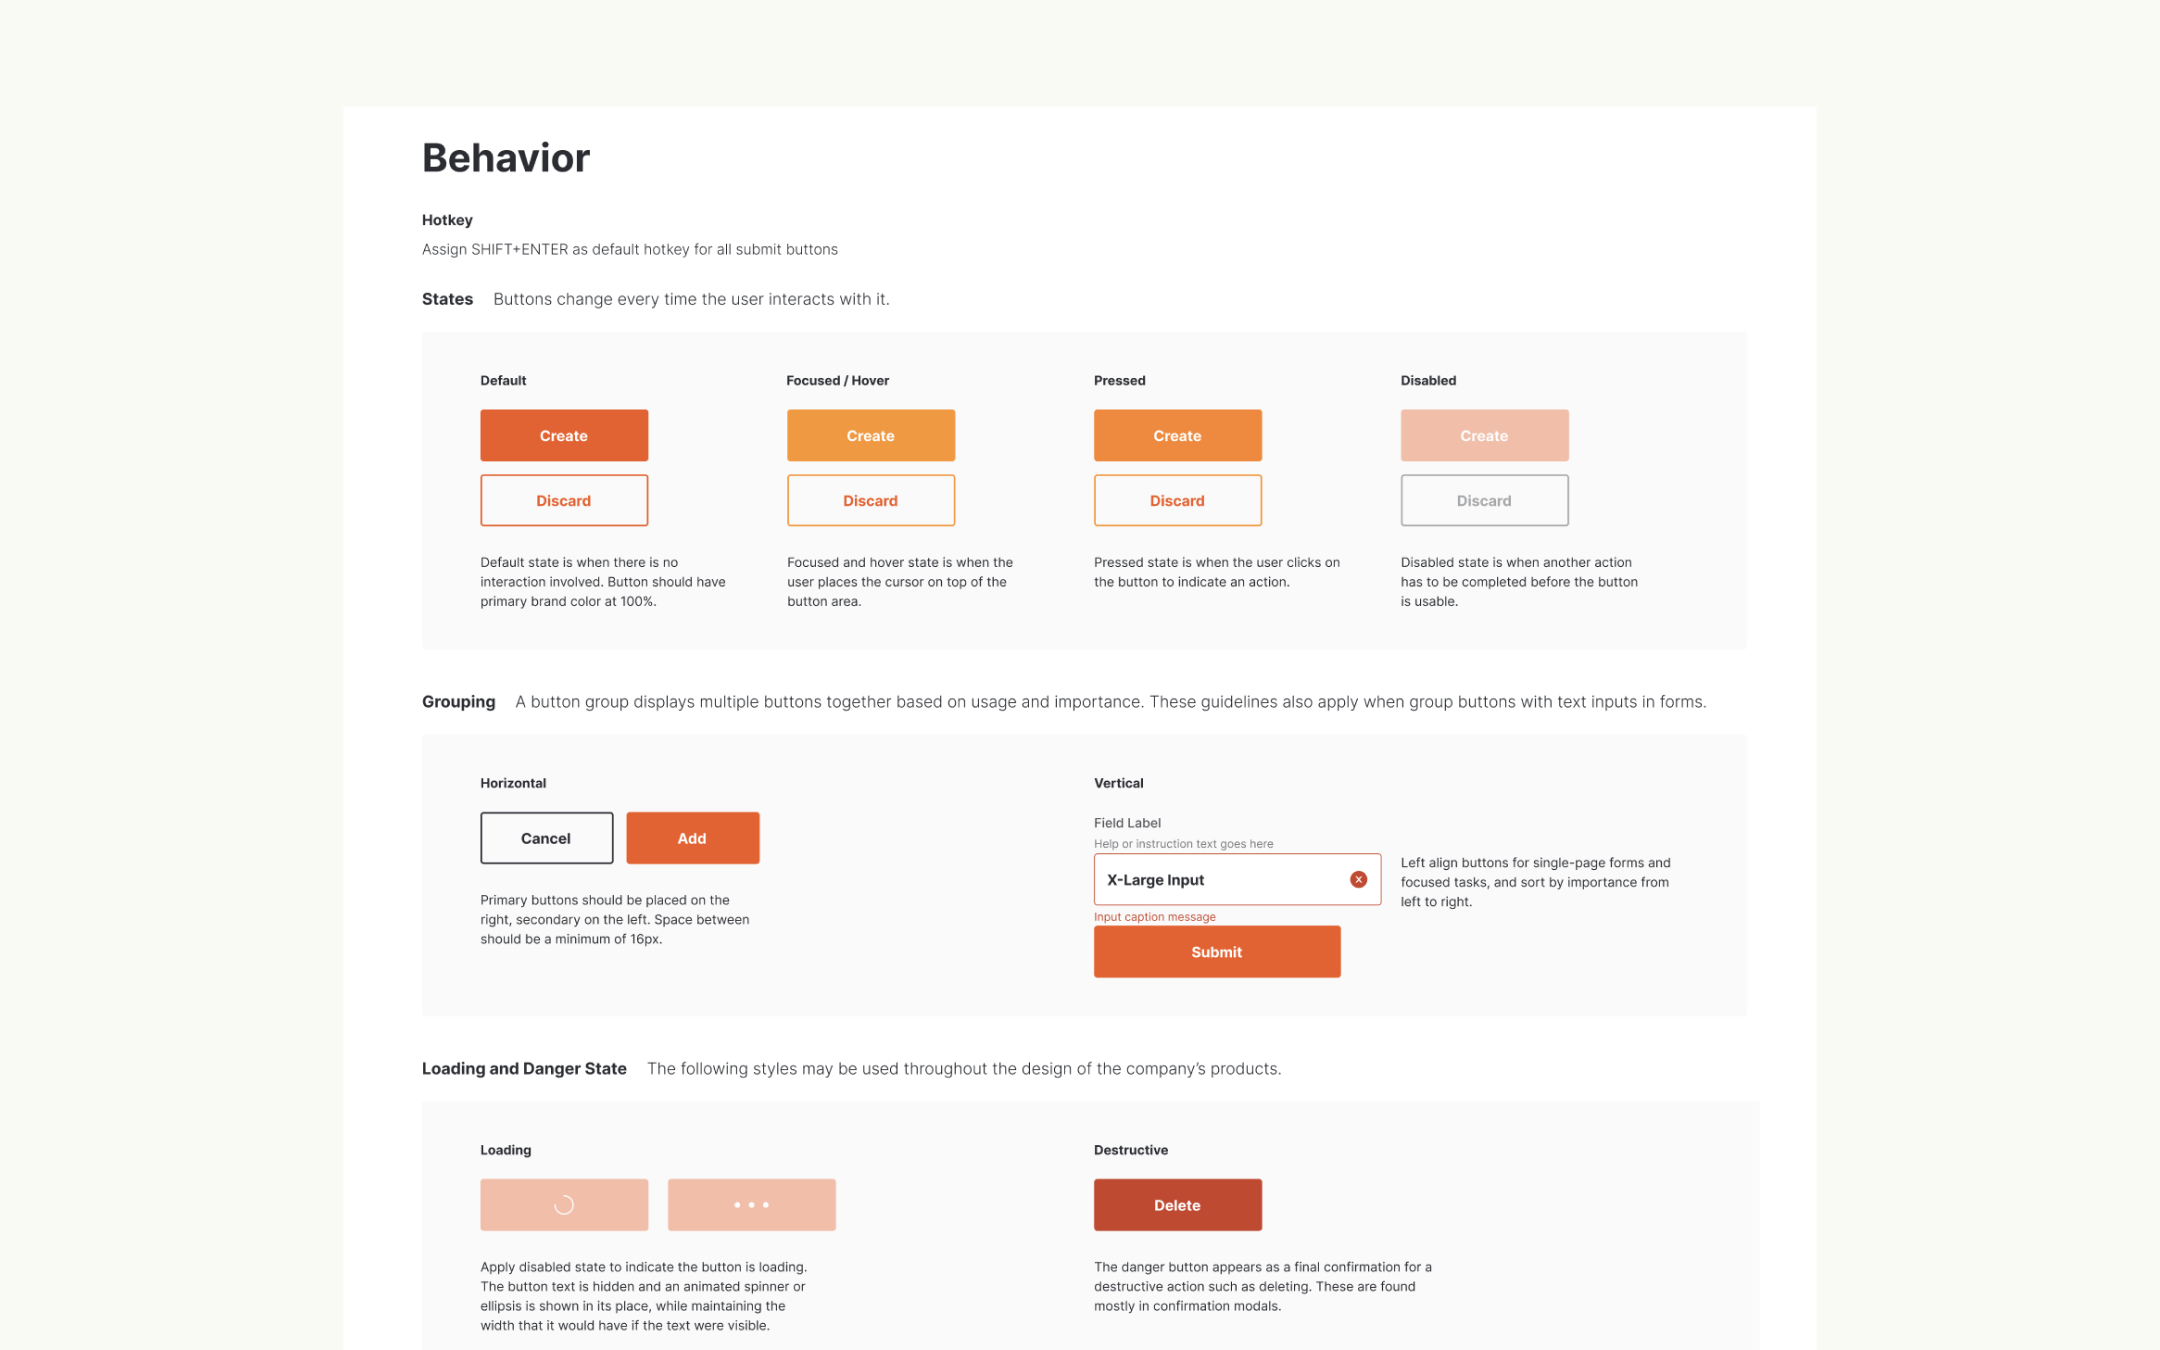 Behavior
Hotkey
Assign SHIFT+ENTER as default hotkey for all submit buttons
States Buttons change every time the user interacts with it.
Default
Create
Discard
Default state is when there is no
interaction involved. Button should have
primary brand color at 100%.
Focused / Hover
Create
Discard
Focused and hover state is when the
user places the cursor on top of the
button area.
Pressed
Create
Discard
Pressed state is when the user clicks on
the button to indicate an action.
Disabled
Create
Discard
Disabled state is when another action
has to be completed before the button
is usable.
Grouping A button group displays multiple buttons together based on usage and importance. These guidelines also apply when group buttons with text inputs in forms.
Horizontal
Cancel Add
Primary buttons should be placed on the
right, secondary on the left. Space between
should be a minimum of 16px.
Vertical
Field Label
Help or instruction text goes here
X-Large Input
Input caption message
Submit
Left align buttons for single-page forms and
focused tasks, and sort by importance from
left to right.
Loading and Danger State The following styles may be used throughout the design of the company’s products.
Loading
Apply disabled state to indicate the button is loading.
The button text is hidden and an animated spinner or
ellipsis is shown in its place, while maintaining the
width that it would have if the text were visible.
Destructive
Delete
The danger button appears as a final confirmation for a
destructive action such as deleting. These are found
mostly in confirmation modals.